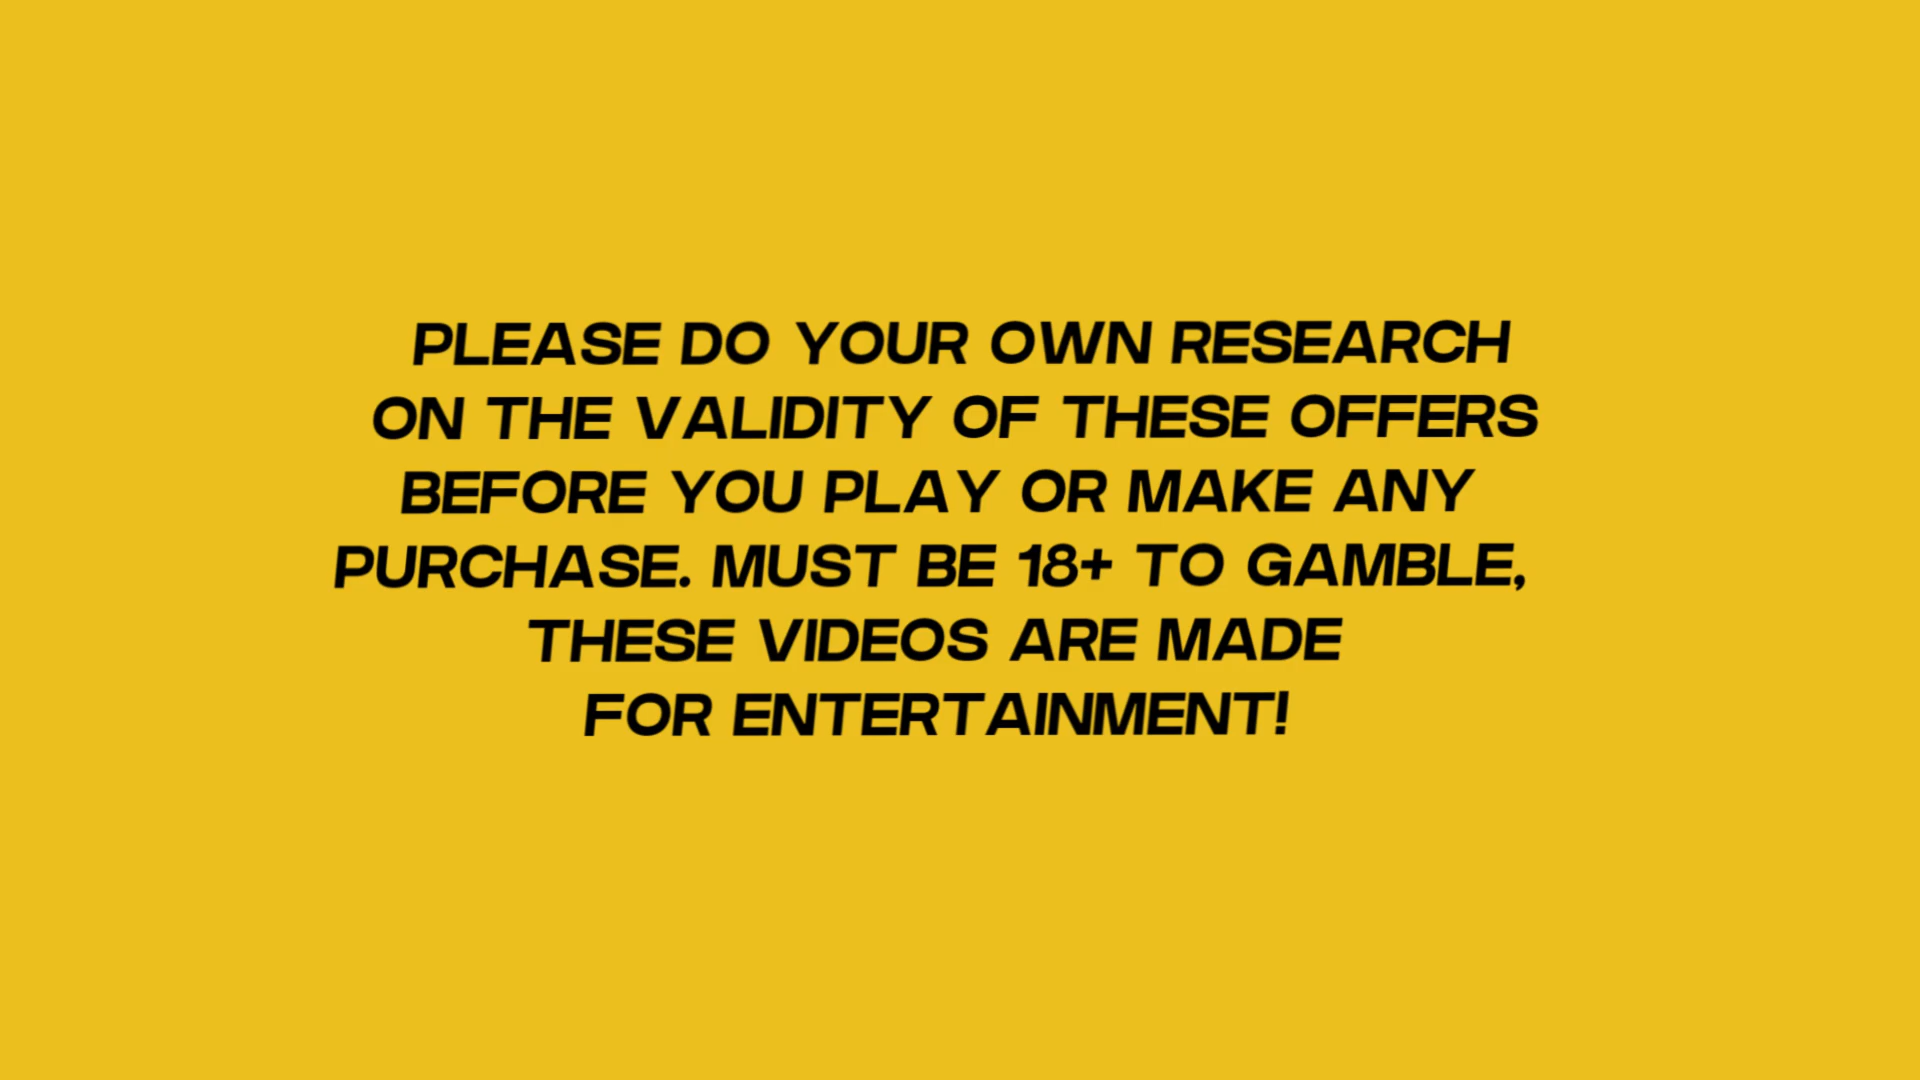 PLEASE DO YOUR OWN RESEARCH
ON THE VALIDITY OF THESE OFFERS
BEFORE YOU PLAY OR MAKE ANY
PURCHASE. MUST BE 18+ TO GAMBLE,
THESE VIDEOS ARE MADE
FOR ENTERTAINMENT!